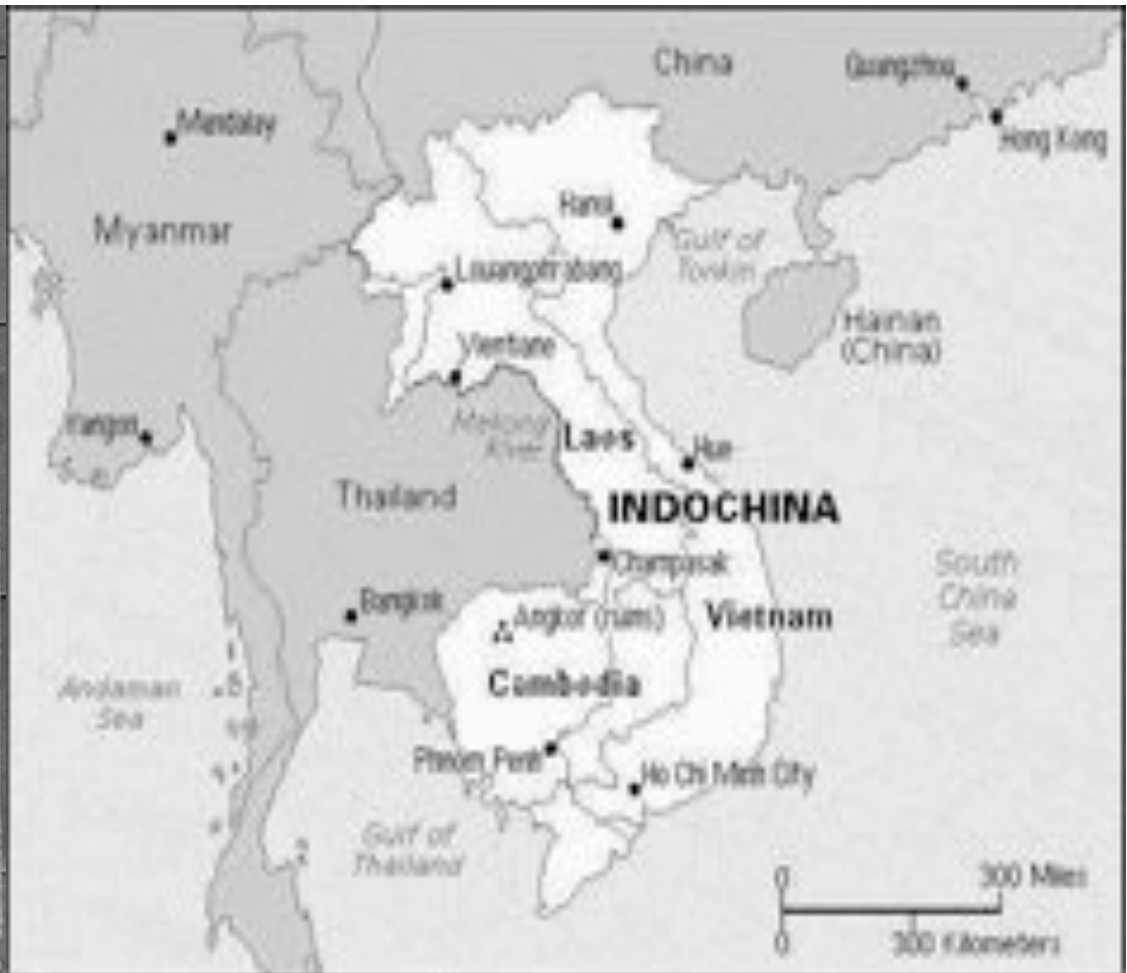 China
Guangzhou
Hong Kong
Mandalay
Myanmar
Hanoi
Gulf of
Tonkin
Louangphrabang
Hainan
(China)
Vientiane
Mekong
River
Yangon
Laos
Hue
Thailand
INDOCHINA
Champasak
South
China
Sea
Bangkok
Angkor (ruins)
Vietnam
Cambodia
Andaman
Sea
Phnom Penh
Ho Chi Minh City
Gulf of
Thailand
0 300 Miles
0 300 Kilometers